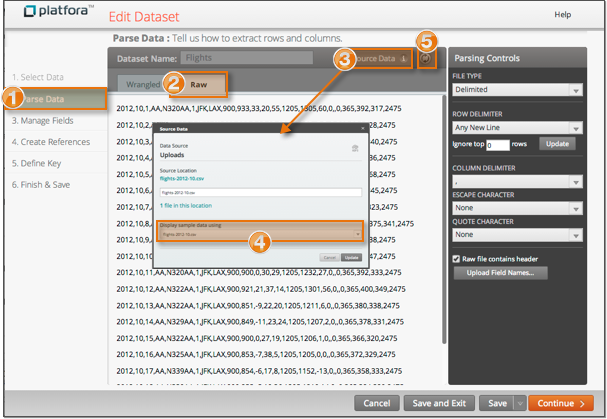 platfora™
Edit Dataset
Help
Parse Data : Tell us how to extract rows and columns.
Dataset Name: Flights
3
Source Data
5
1. Select Data
1
Parse Data
3. Manage Fields
4. Create References
5. Define Key
6. Finish & Save
Wrangled
2
Raw
2012,10,1,AA,N320AA,1,JFK,LAX,900,933,33,20,55,1205,1305,60,0,,0,365,392,317,2475
2012,10,2,
2012,10,3,
2012,10,4,
2012,10,5,
2012,10,6,
2012,10,7,
2012,10,8,
375,341,2475
2012,10,9,
2012,10,10
2012,10,11,AA,N320AA,1,JFK,LAX,900,900,0,30,29,1205,1232,27,0,,0,365,392,333,2475
2012,10,12,AA,N322AA,1,JFK,LAX,900,921,21,37,14,1205,1301,56,0,,0,365,400,349,2475
2012,10,13,AA,N323AA,1,JFK,LAX,900,851,-9,22,20,1205,1211,6,0,,0,365,380,338,2475
2012,10,14,AA,N322AA,1,JFK,LAX,900,849,-11,23,24,1205,1207,2,0,,0,365,378,331,2475
2012,10,15,AA,N332AA,1,JFK,LAX,900,900,0,27,19,1205,1206,1,0,,0,365,366,320,2475
2012,10,16,AA,N325AA,1,JFK,LAX,900,853,-7,38,5,1205,1205,0,0,,0,365,372,329,2475
2012,10,17,AA,N339AA,1,JFK,LAX,900,854,-6,17,8,1205,1152,-13,0,,0,365,358,333,2475
Source Data
Data Source
Uploads
Source Location
flights-2012-10.csv
flights-2012-10.csv
1 file in this location
Display sample data using
flights-2012-10.csv
4
Cancel
Update
Parsing Controls
FILE TYPE
Delimited
ROW DELIMITER
Any New Line
Ignore top 0 rows
Update
COLUMN DELIMITER
,
ESCAPE CHARACTER
None
QUOTE CHARACTER
None
Raw file contains header
Upload Field Names...
Cancel
Save and Exit
Save
Continue